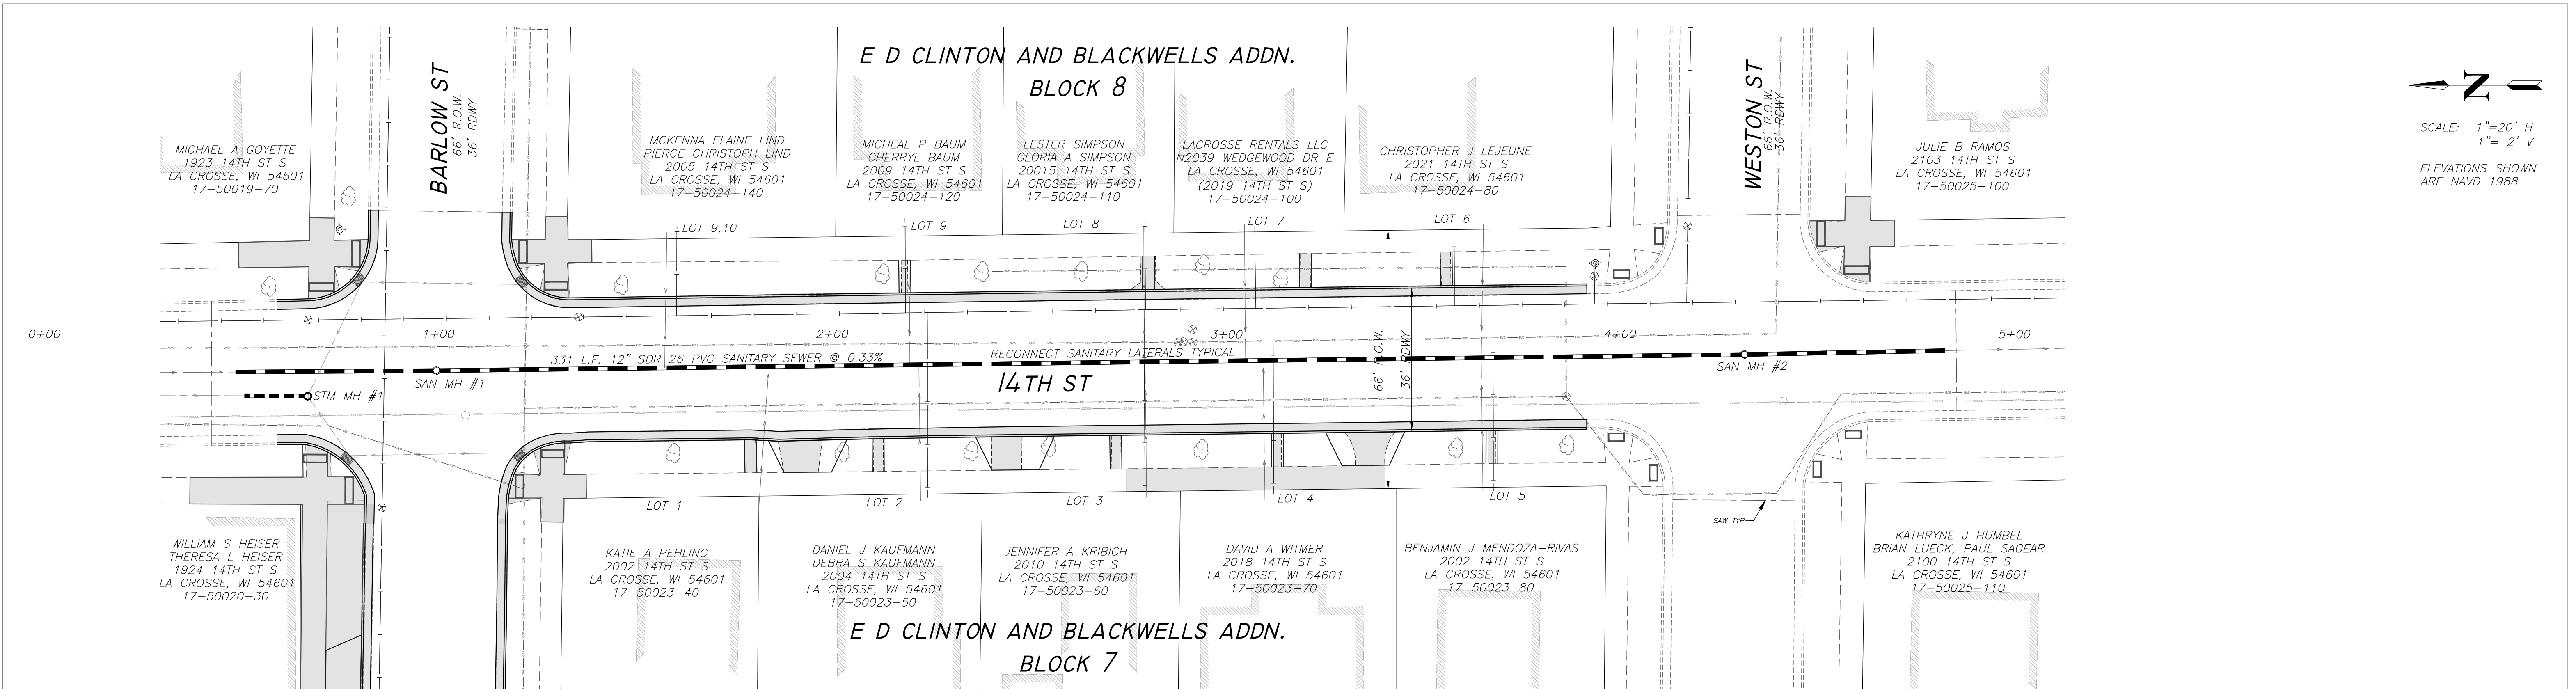 E D CLINTON AND BLACKWELLS ADDN.
BLOCK 8
BARLOW ST
66' R.O.W.
36' RDWY
WESTON ST
66' R.O.W.
36' RDWY
N
SCALE: 1"=20' H
1"= 2' V
ELEVATIONS SHOWN
ARE NAVD 1988
MICHAEL A GOYETTE
1923 14TH ST S
LA CROSSE, WI 54601
17-50019-70
MCKENNA ELAINE LIND
PIERCE CHRISTOPH LIND
2005 14TH ST S
LA CROSSE, WI 54601
17-50024-140
MICHEAL P BAUM
CHERRYL BAUM
2009 14TH ST S
LA CROSSE, WI 54601
17-50024-120
LESTER SIMPSON
GLORIA A SIMPSON
20015 14TH ST S
LA CROSSE, WI 54601
17-50024-110
LACROSSE RENTALS LLC
N2039 WEDGEWOOD DR E
LA CROSSE, WI 54601
(2019 14TH ST S)
17-50024-100
CHRISTOPHER J LEJEUNE
2021 14TH ST S
LA CROSSE, WI 54601
17-50024-80
JULIE B RAMOS
2103 14TH ST S
LA CROSSE, WI 54601
17-50025-100
LOT 9,10
LOT 9
LOT 8
LOT 7
LOT 6
0+00
1+00
2+00
3+00
4+00
5+00
331 L.F. 12" SDR 26 PVC SANITARY SEWER @ 0.33%
RECONNECT SANITARY LATERALS TYPICAL
SAN MH #1
STM MH #1
14TH ST
66' R.O.W.
36' RDWY
SAN MH #2
LOT 1
LOT 2
LOT 3
LOT 4
LOT 5
SAW TYP
WILLIAM S HEISER
THERESA L HEISER
1924 14TH ST S
LA CROSSE, WI 54601
17-50020-30
KATIE A PEHLING
2002 14TH ST S
LA CROSSE, WI 54601
17-50023-40
DANIEL J KAUFMANN
DEBRA S KAUFMANN
2004 14TH ST S
LA CROSSE, WI 54601
17-50023-50
JENNIFER A KRIBICH
2010 14TH ST S
LA CROSSE, WI 54601
17-50023-60
DAVID A WITMER
2018 14TH ST S
LA CROSSE, WI 54601
17-50023-70
BENJAMIN J MENDOZA-RIVAS
2002 14TH ST S
LA CROSSE, WI 54601
17-50023-80
KATHRYNE J HUMBEL
BRIAN LUECK, PAUL SAGEAR
2100 14TH ST S
LA CROSSE, WI 54601
17-50025-110
E D CLINTON AND BLACKWELLS ADDN.
BLOCK 7